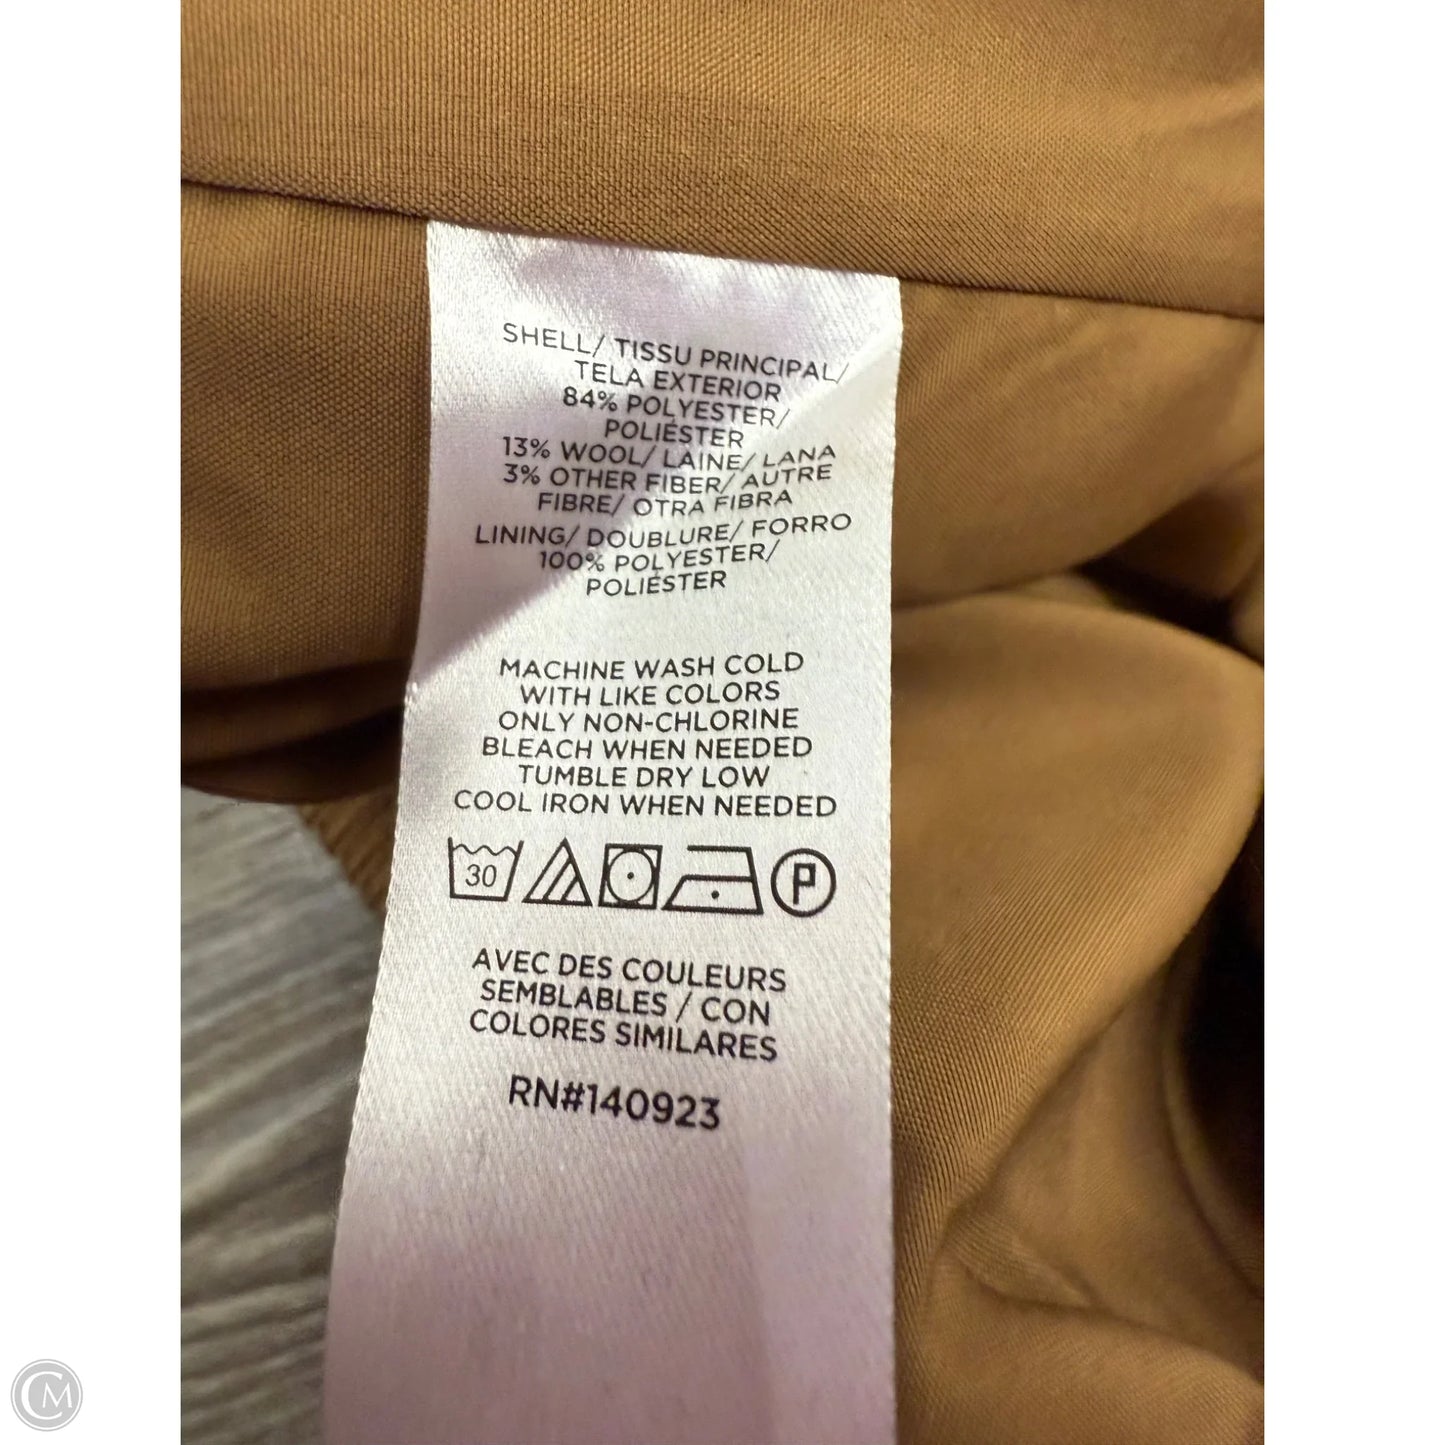 SHELL/ TISSU PRINCIPAL/
TELA EXTERIOR
84% POLYESTER/
POLIÉSTER
13% WOOL/ LAINE/ LANA
3% OTHER FIBER/ AUTRE
FIBRE/ OTRA FIBRA
LINING/ DOUBLURE/ FORRO
100% POLYESTER/
POLIÉSTER
MACHINE WASH COLD
WITH LIKE COLORS
ONLY NON-CHLORINE
BLEACH WHEN NEEDED
TUMBLE DRY LOW
COOL IRON WHEN NEEDED
30 P
AVEC DES COULEURS
SEMBLABLES / CON
COLORES SIMILARES
RN#140923
CM